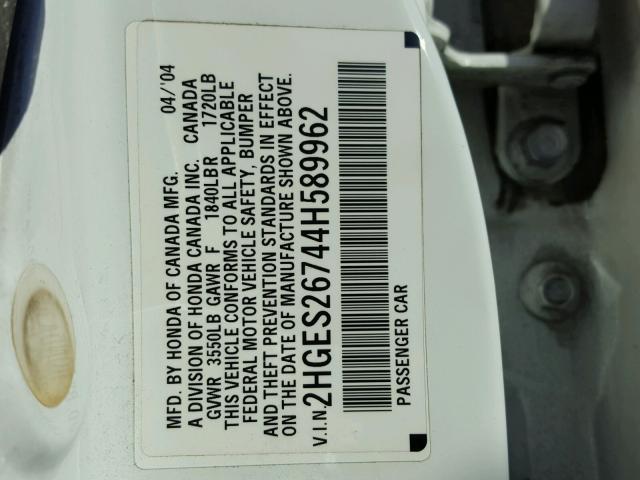 MFD. BY HONDA OF CANADA MFG. 04/'04
A DIVISION OF HONDA CANADA INC. CANADA
GVWR 3550LB GAWR F 1840LBR 1720LB
THIS VEHICLE CONFORMS TO ALL APPLICABLE
FEDERAL MOTOR VEHICLE SAFETY, BUMPER
AND THEFT PREVENTION STANDARDS IN EFFECT
ON THE DATE OF MANUFACTURE SHOWN ABOVE.
V.I.N. 2HGES26744H589962
PASSENGER CAR